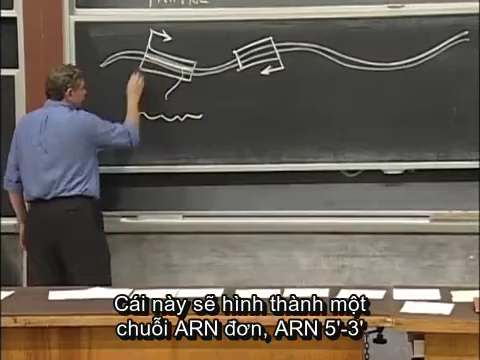 Cái này sẽ hình thành một
chuỗi ARN đơn, ARN 5'-3'